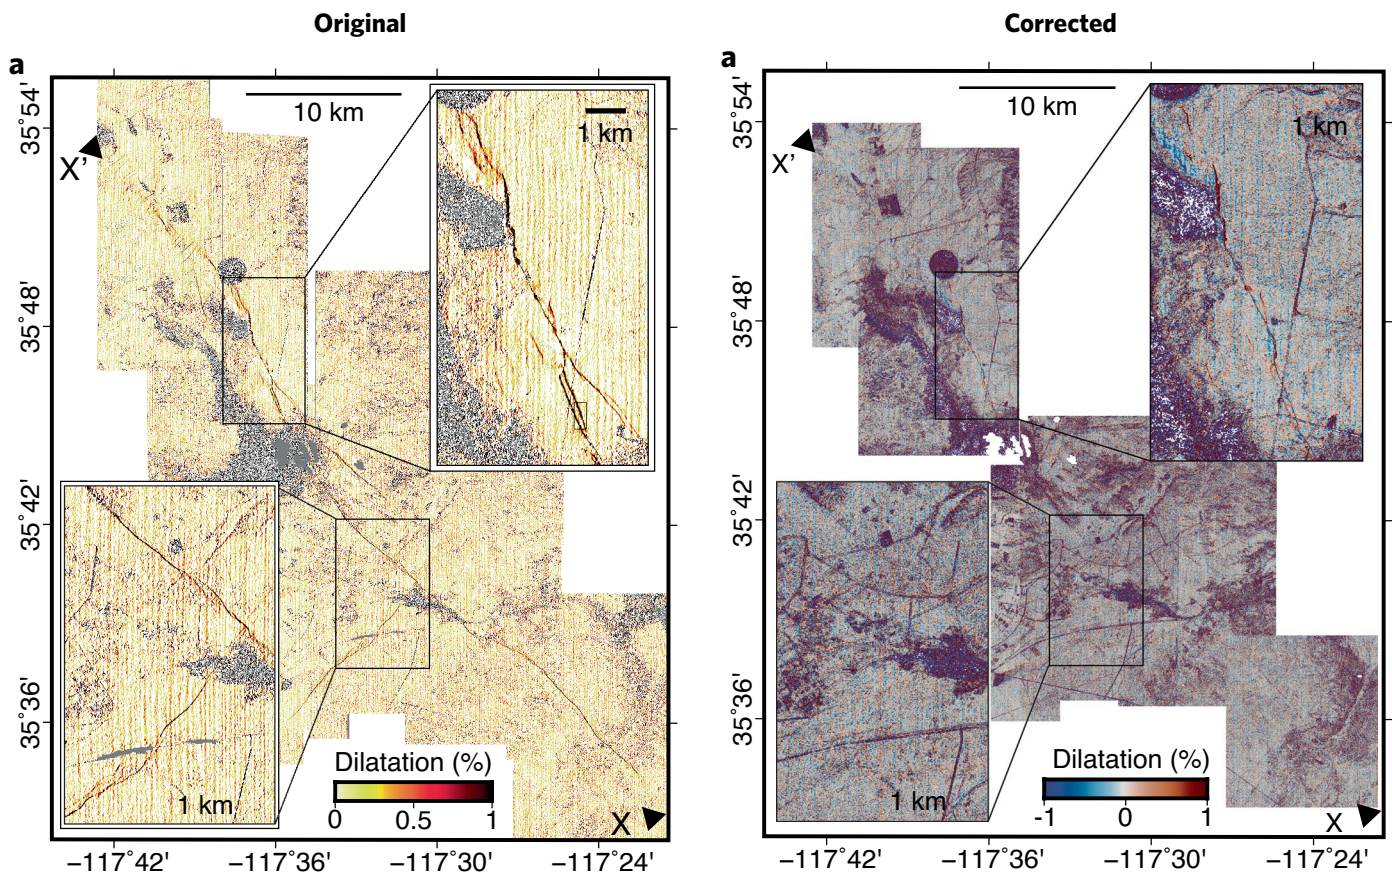 Original
Corrected
a
a
10 km
10 km
1 km
1 km
X'
X'
35˚54'
35˚48'
35˚42'
35˚36'
35˚54'
35˚48'
35˚42'
35˚36'
1 km
1 km
Dilatation (%)
0
0.5
1
Dilatation (%)
-1
0
1
X
X
−117˚42'
−117˚36'
−117˚30'
−117˚24'
−117˚42'
−117˚36'
−117˚30'
−117˚24'